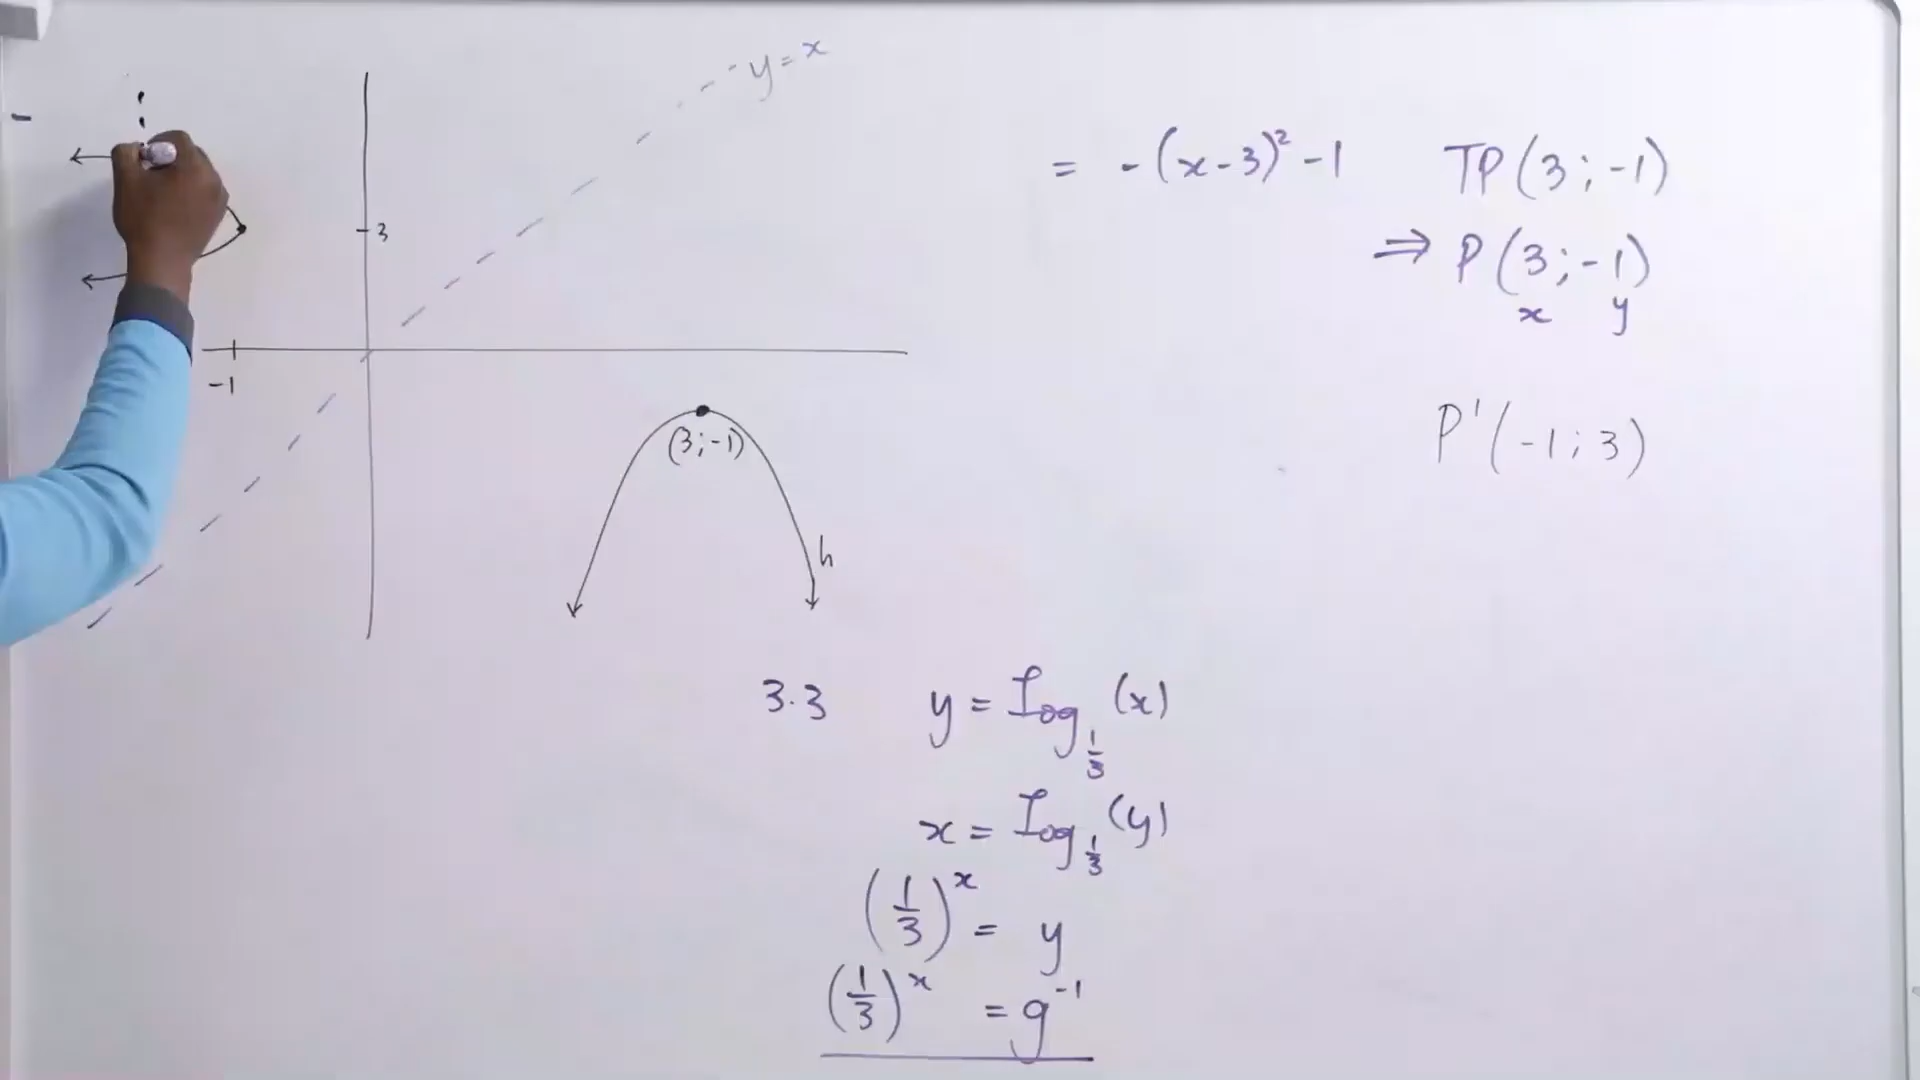 y = x
3
-1
(3;-1)
h
= -(x-3)² -1 TP(3;-1)
⇒ P(3;-1)
x y
P'(-1;3)
3.3 y = Log_{1/3}(x)
x = Log_{1/3}(y)
(1/3)^x = y
(1/3)^x = g^{-1}